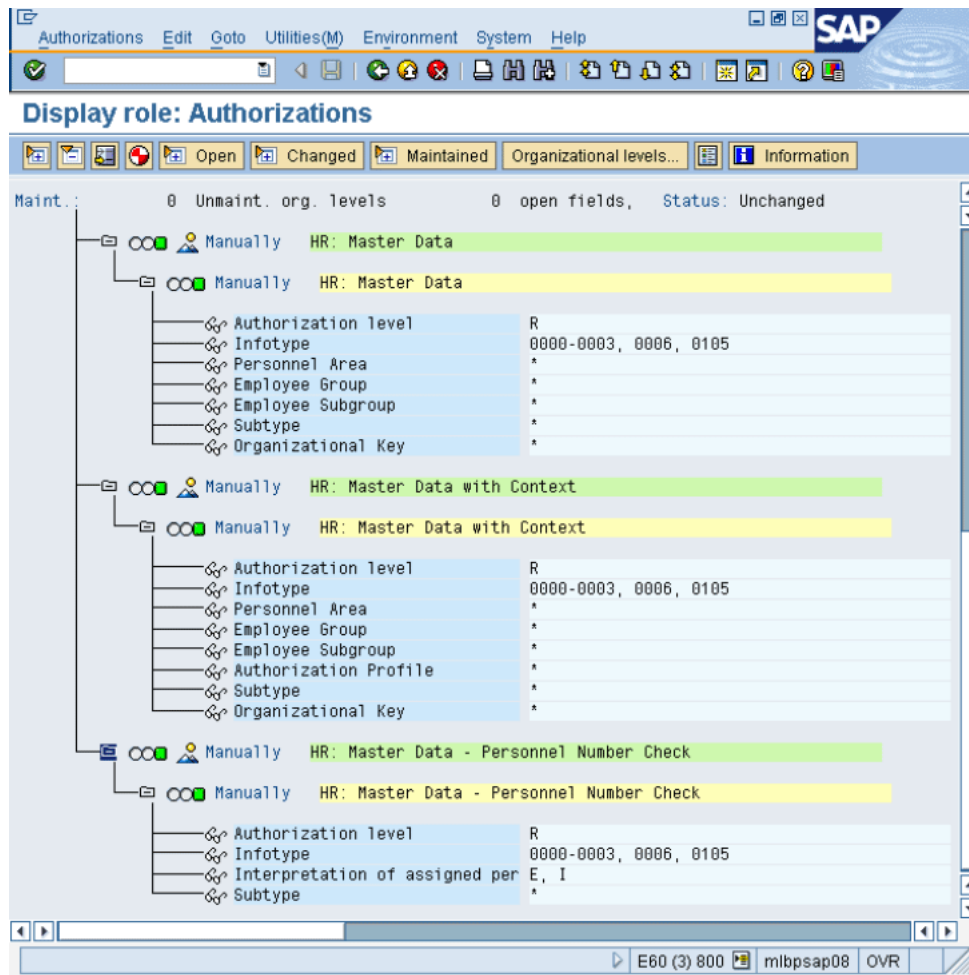 SAP
Authorizations Edit Goto Utilities(M) Environment System Help
Display role: Authorizations
Open Changed Maintained Organizational levels... Information
Maint.: 0 Unmaint. org. levels 0 open fields, Status: Unchanged
Manually HR: Master Data
Manually HR: Master Data
Authorization level R
Infotype 0000-0003, 0006, 0105
Personnel Area *
Employee Group *
Employee Subgroup *
Subtype *
Organizational Key *
Manually HR: Master Data with Context
Manually HR: Master Data with Context
Authorization level R
Infotype 0000-0003, 0006, 0105
Personnel Area *
Employee Group *
Employee Subgroup *
Authorization Profile *
Subtype *
Organizational Key *
Manually HR: Master Data - Personnel Number Check
Manually HR: Master Data - Personnel Number Check
Authorization level R
Infotype 0000-0003, 0006, 0105
Interpretation of assigned per E, I
Subtype *
E60 (3) 800 mlbpsap08 OVR